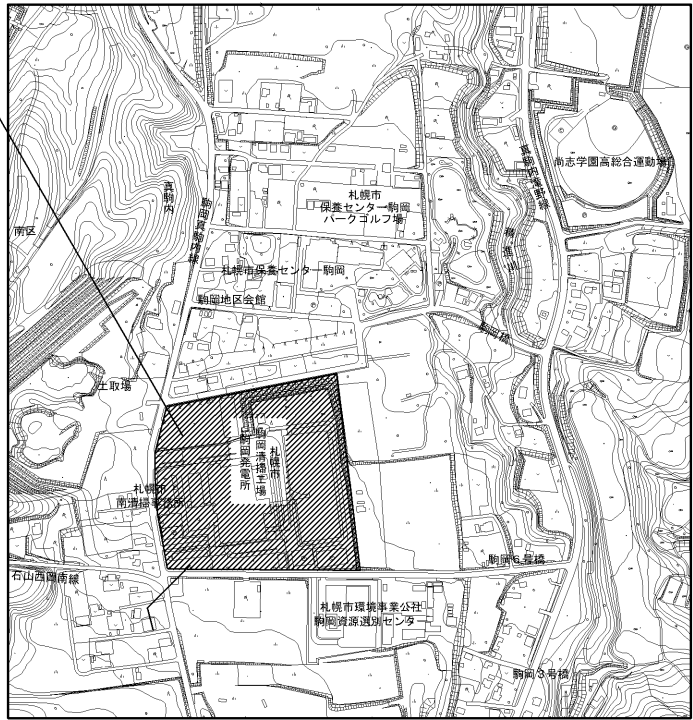 尚志学園高総合運動場
真駒内
駒岡真駒内線
札幌市
保養センター駒岡
パークゴルフ場
南区
札幌市保養センター駒岡
駒岡地区会館
土取場
札幌市
駒岡清掃工場
駒岡発電所
札幌市
南清掃事務所
石山西岡南線
駒岡6号橋
札幌市環境事業公社
駒岡資源選別センター
駒岡3号橋